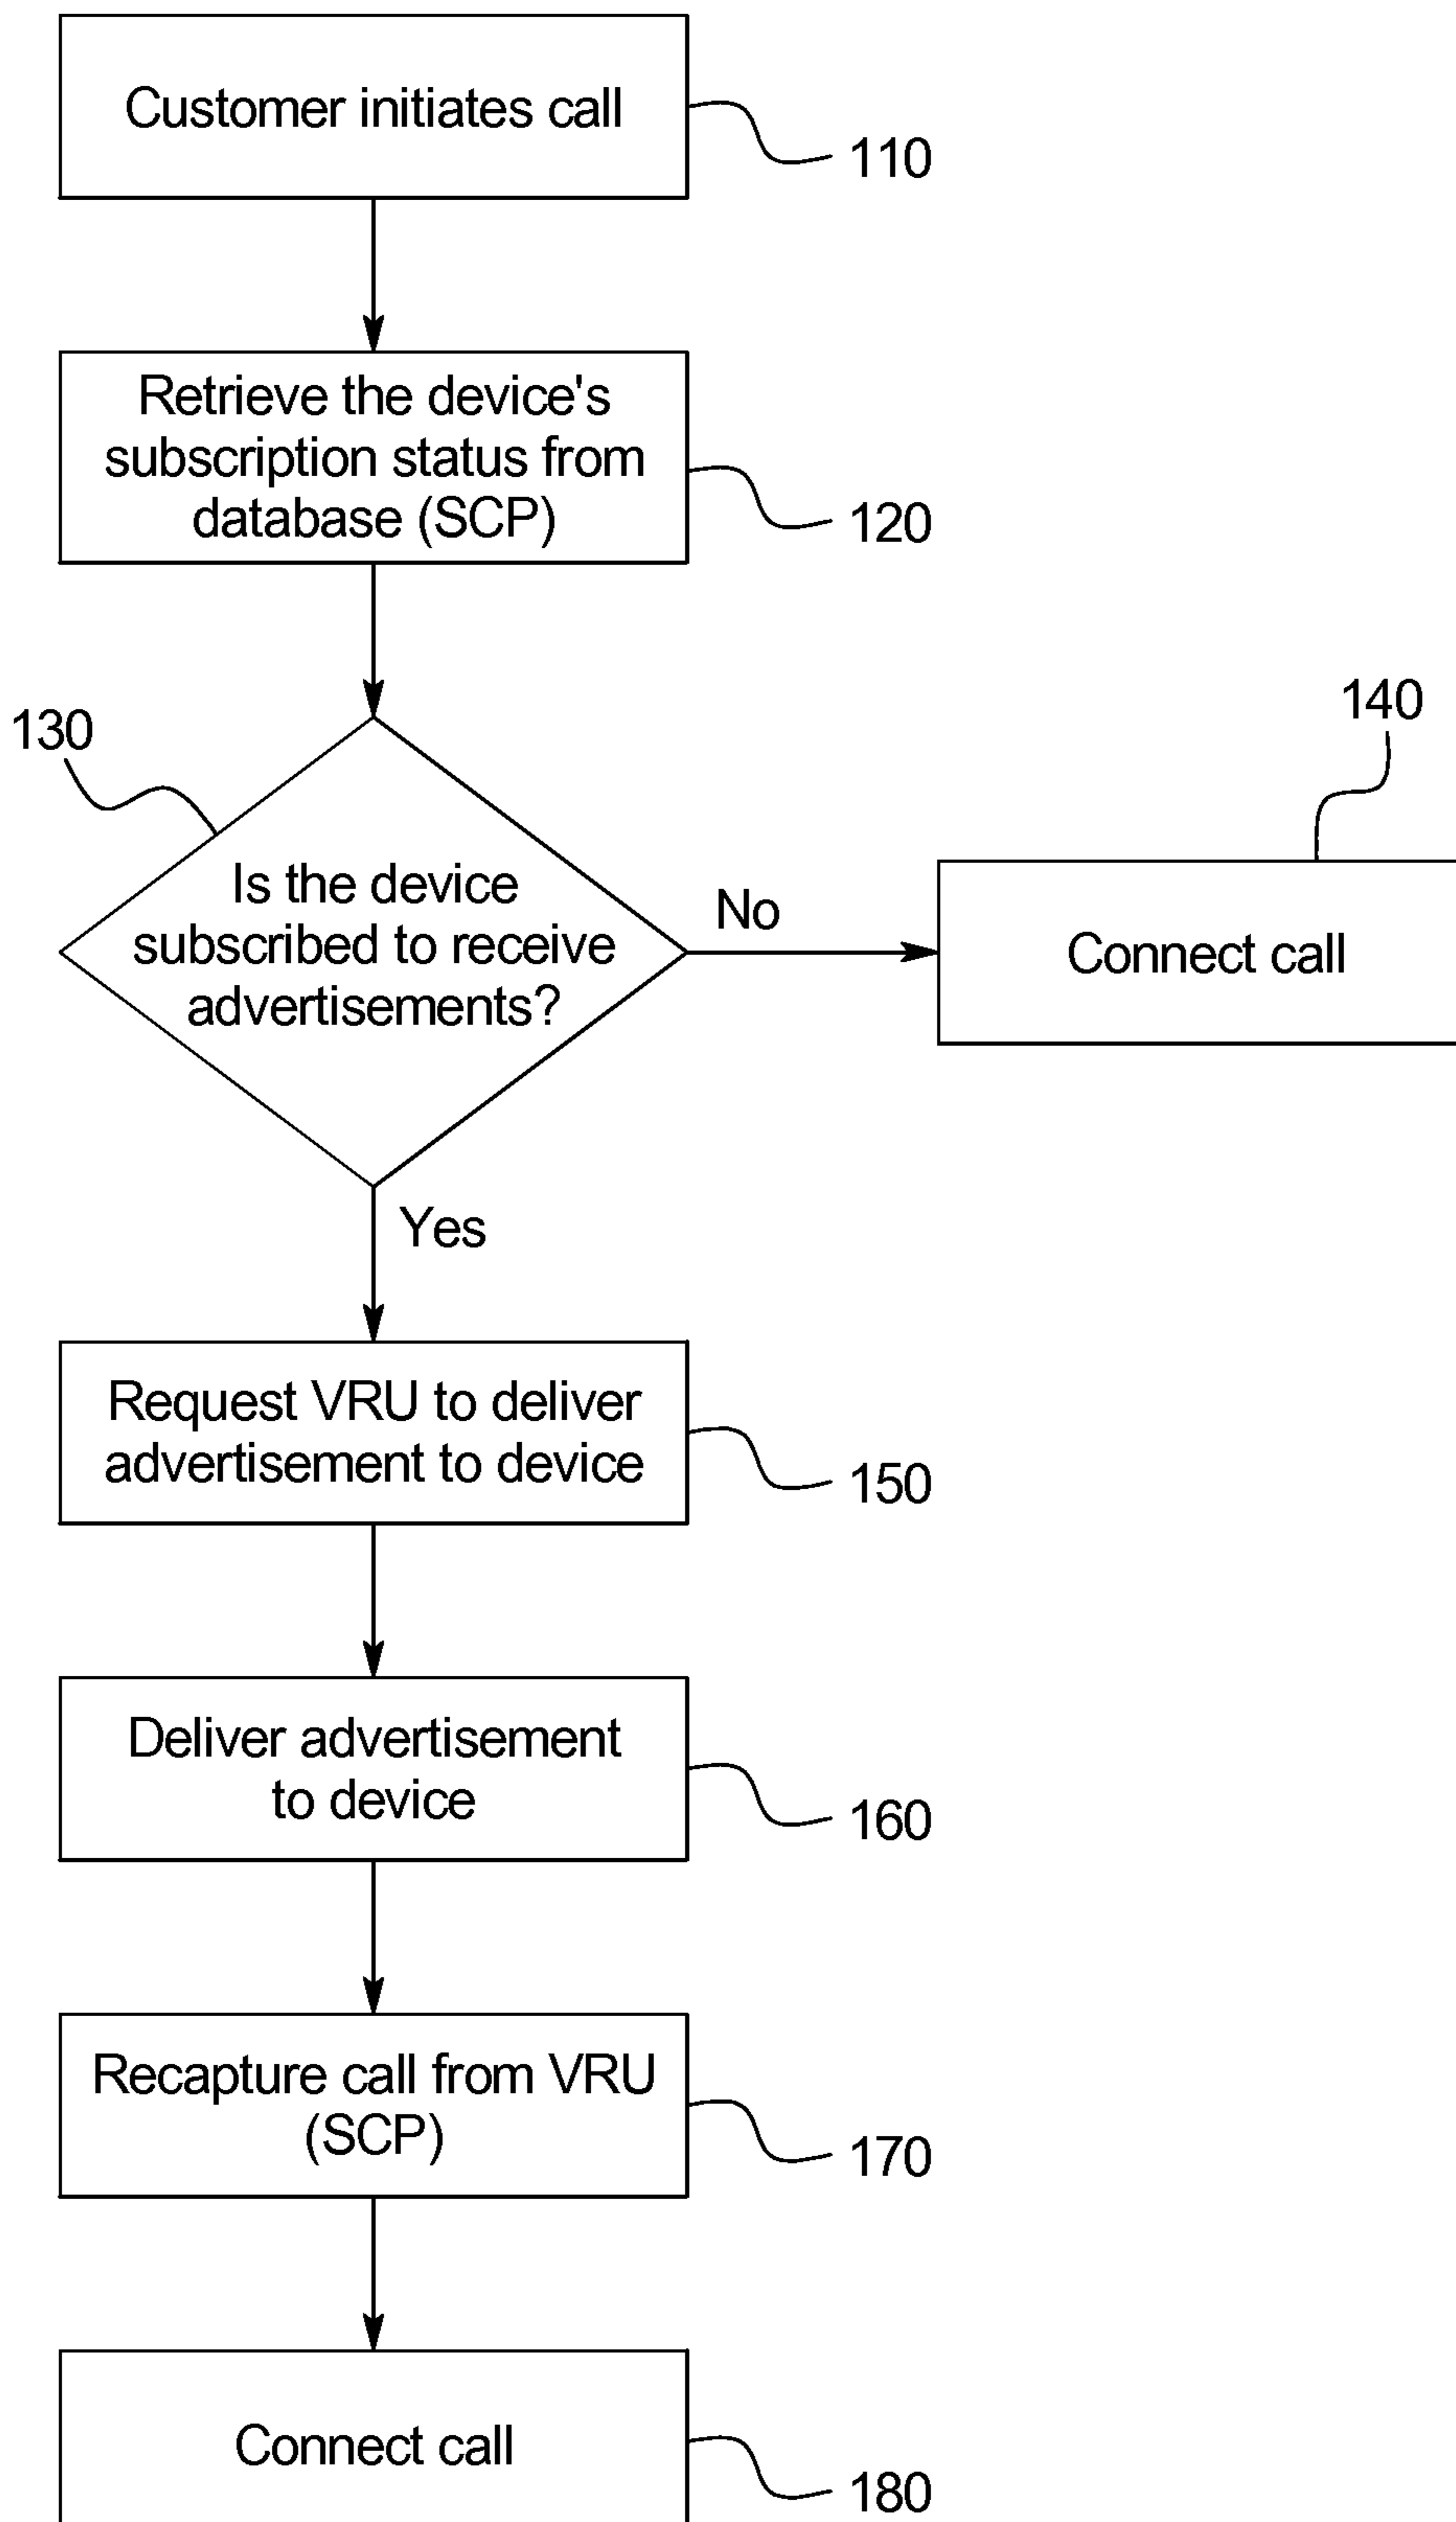 Customer initiates call
110
Retrieve the device's
subscription status from
database (SCP)
120
130
140
Is the device
subscribed to receive
advertisements?
No
Connect call
Yes
Request VRU to deliver
advertisement to device
150
Deliver advertisement
to device
160
Recapture call from VRU
(SCP)
170
Connect call
180